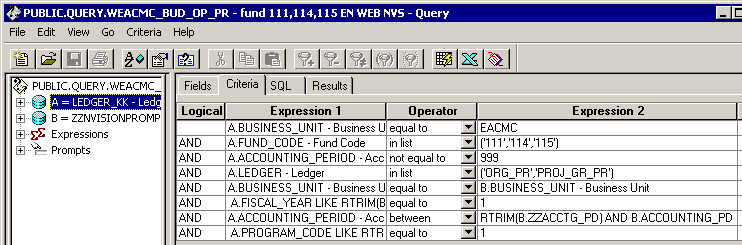 PUBLIC.QUERY.WEACMC_BUD_OP_PR - fund 111,114,115 EN WEB NVS - Query
File Edit View Go Criteria Help
PUBLIC.QUERY.WEACMC_BUD
A = LEDGER_KK - Ledg
B = ZZNVISIONPROMP
Expressions
Prompts
Fields Criteria SQL Results
Logical Expression 1 Operator Expression 2
A.BUSINESS_UNIT - Business U equal to EACMC
AND A.FUND_CODE - Fund Code in list ('111','114','115')
AND A.ACCOUNTING_PERIOD - Acc not equal to 999
AND A.LEDGER - Ledger in list ('ORG_PR','PROJ_GR_PR')
AND A.BUSINESS_UNIT - Business U equal to B.BUSINESS_UNIT - Business Unit
AND A.FISCAL_YEAR LIKE RTRIM(B equal to 1
AND A.ACCOUNTING_PERIOD - Acc between RTRIM(B.ZZACCTG_PD) AND B.ACCOUNTING_PD
AND A.PROGRAM_CODE LIKE RTR equal to 1